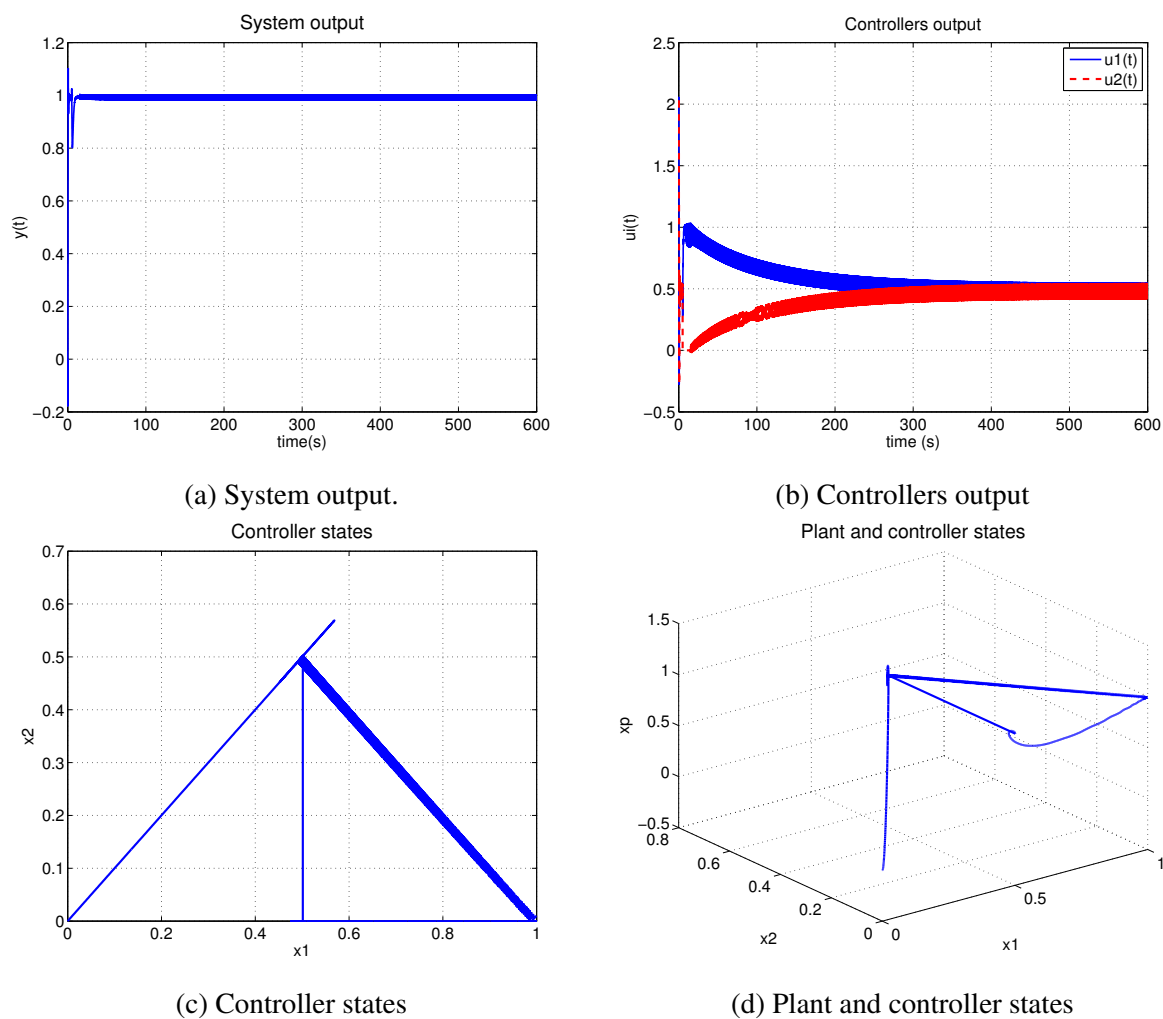 System output
1.2
1
0.8
0.6
0.4
0.2
0
−0.2
y(t)
0 100 200 300 400 500 600
time(s)
(a) System output.
Controllers output
2.5
2
1.5
1
0.5
0
−0.5
ui(t)
u1(t)
u2(t)
0 100 200 300 400 500 600
time (s)
(b) Controllers output
Controller states
0.7
0.6
0.5
0.4
0.3
0.2
0.1
0
x2
0 0.2 0.4 0.6 0.8 1
x1
(c) Controller states
Plant and controller states
1.5
1
0.5
0
−0.5
xp
0.8
0.6
0.4
0.2
0
x2
0
0.5
1
x1
(d) Plant and controller states